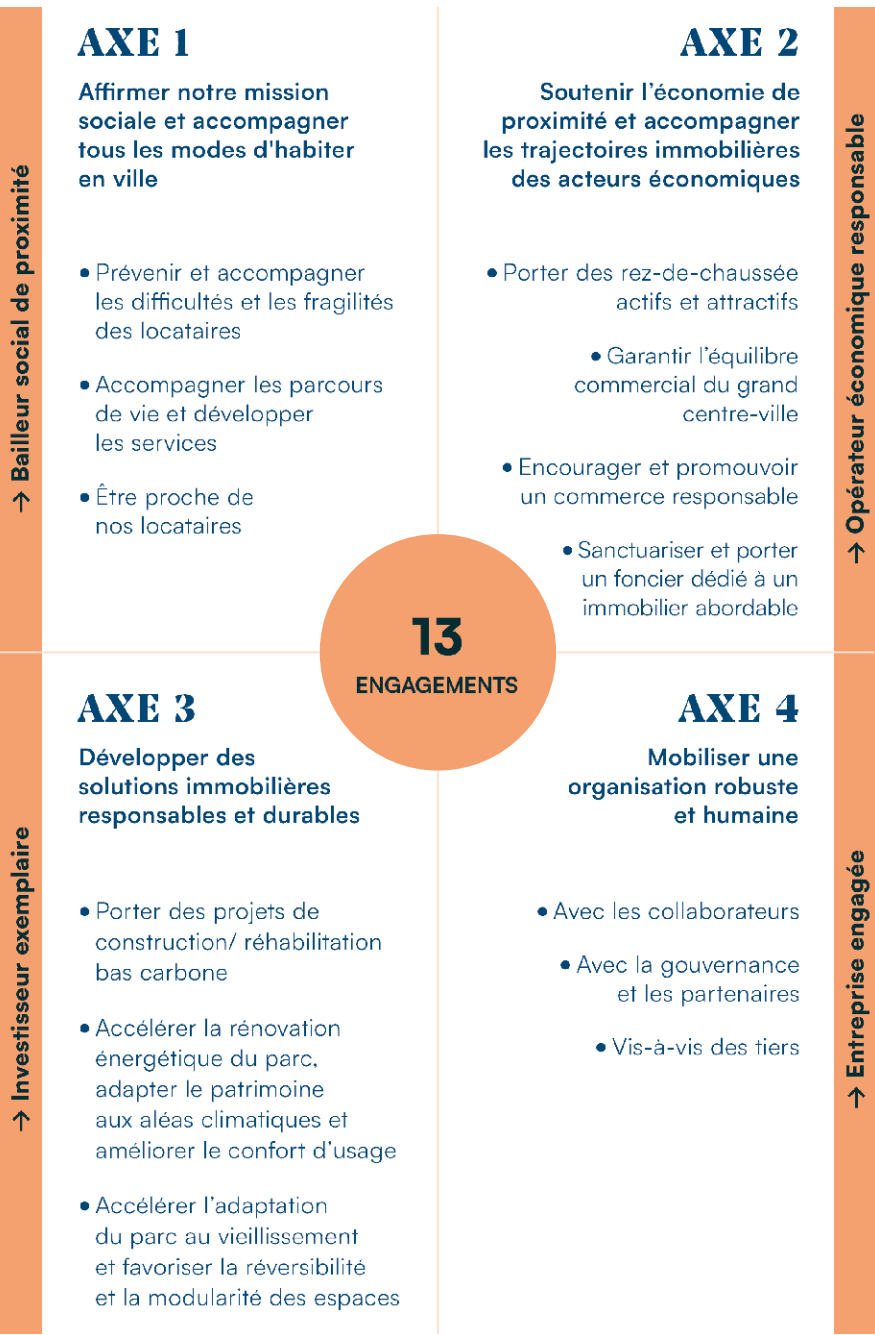 → Bailleur social de proximité
AXE 1
Affirmer notre mission
sociale et accompagner
tous les modes d'habiter
en ville
• Prévenir et accompagner
les difficultés et les fragilités
des locataires
• Accompagner les parcours
de vie et développer
les services
• Être proche de
nos locataires
AXE 2
Soutenir l’économie de
proximité et accompagner
les trajectoires immobilières
des acteurs économiques
• Porter des rez-de-chaussée
actifs et attractifs
• Garantir l’équilibre
commercial du grand
centre-ville
• Encourager et promouvoir
un commerce responsable
• Sanctuariser et porter
un foncier dédié à un
immobilier abordable
→ Opérateur économique responsable
13
ENGAGEMENTS
→ Investisseur exemplaire
AXE 3
Développer des
solutions immobilières
responsables et durables
• Porter des projets de
construction/ réhabilitation
bas carbone
• Accélérer la rénovation
énergétique du parc,
adapter le patrimoine
aux aléas climatiques et
améliorer le confort d’usage
• Accélérer l’adaptation
du parc au vieillissement
et favoriser la réversibilité
et la modularité des espaces
AXE 4
Mobiliser une
organisation robuste
et humaine
• Avec les collaborateurs
• Avec la gouvernance
et les partenaires
• Vis-à-vis des tiers
→ Entreprise engagée